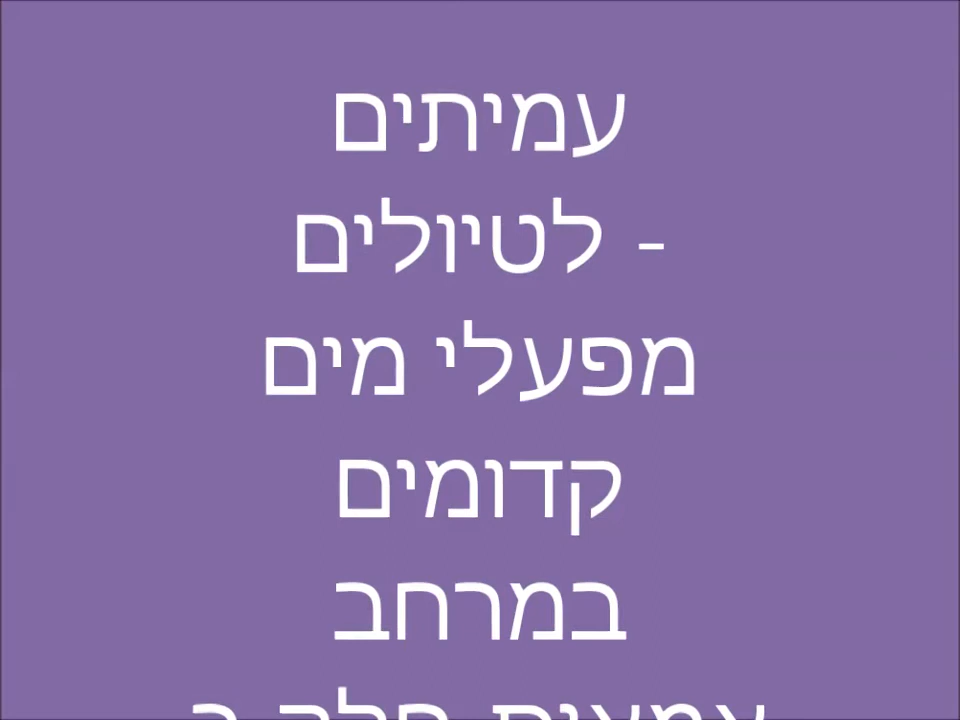 עמיתים
- לטיולים
מפעלי מים
קדומים
במרחב